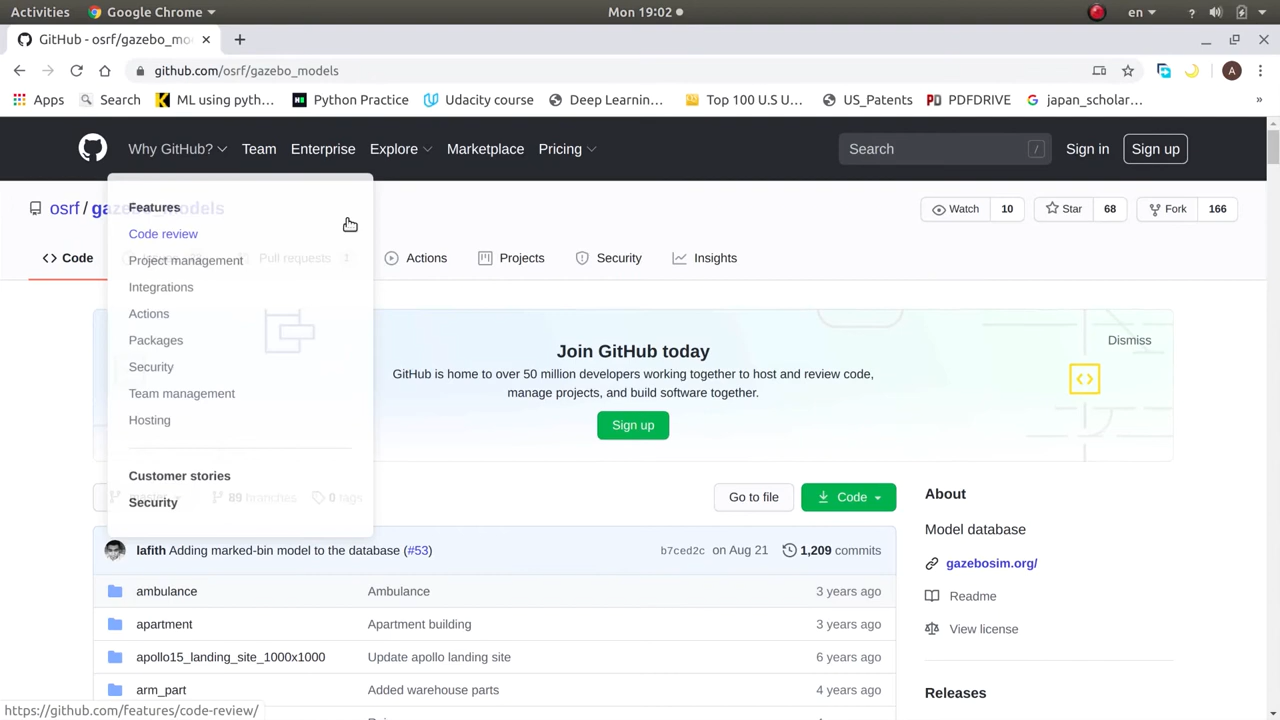 Activities Google Chrome Mon 19:02 en ?
GitHub - osrf/gazebo_mo
github.com/osrf/gazebo_models A
Apps Search ML using pyth... Python Practice Udacity course Deep Learnin... Top 100 U.S U... US_Patents PDFDRIVE japan_scholar... »
Why GitHub? Team Enterprise Explore Marketplace Pricing Search / Sign in Sign up
osrf / gazebo_models Watch 10 Star 68 Fork 166
Features
Code review
Project management
Integrations
Actions
Packages
Security
Team management
Hosting
Customer stories
Security
Code Pull requests Actions Projects Security Insights
Join GitHub today
Dismiss
GitHub is home to over 50 million developers working together to host and review code,
manage projects, and build software together.
Sign up
master 89 branches 0 tags Go to file Code
lafith Adding marked-bin model to the database (#53) b7ced2c on Aug 21 1,209 commits
ambulance Ambulance 3 years ago
apartment Apartment building 3 years ago
apollo15_landing_site_1000x1000 Update apollo landing site 6 years ago
arm_part Added warehouse parts 4 years ago
About
Model database
gazebosim.org/
Readme
View license
Releases
https://github.com/features/code-review/